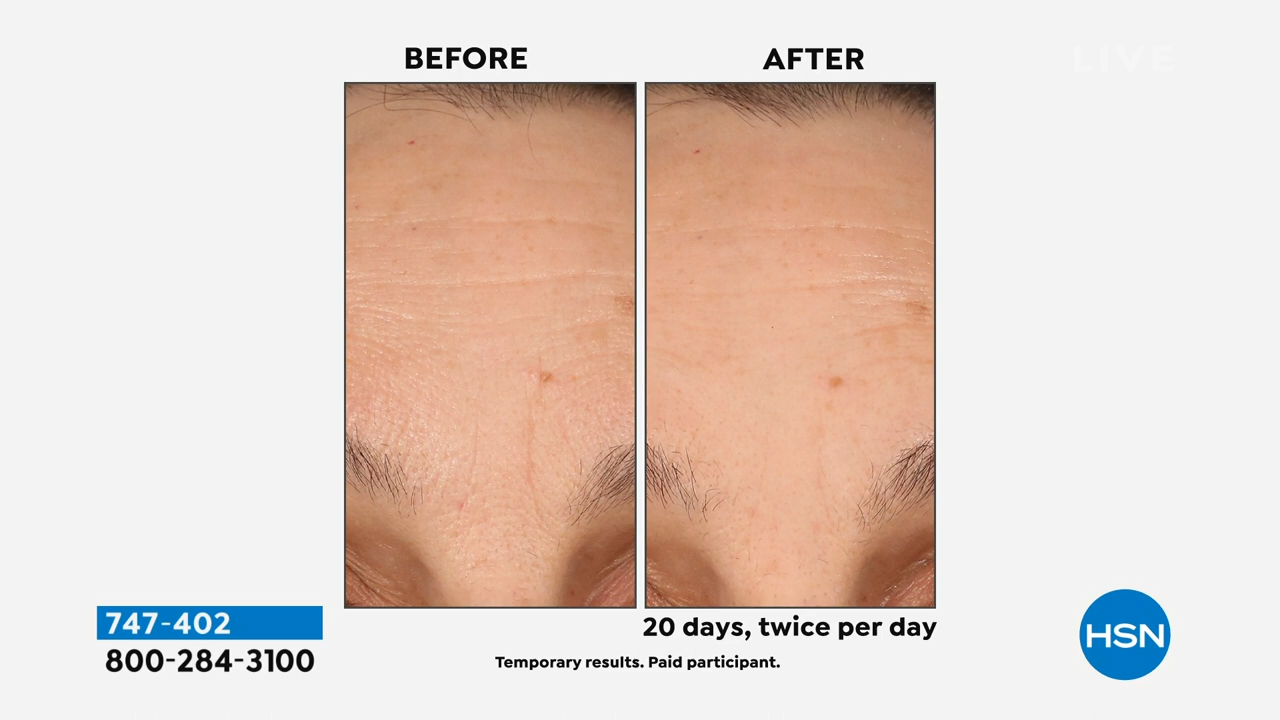 BEFORE
AFTER
LIVE
20 days, twice per day
747-402
800-284-3100
Temporary results. Paid participant.
HSN